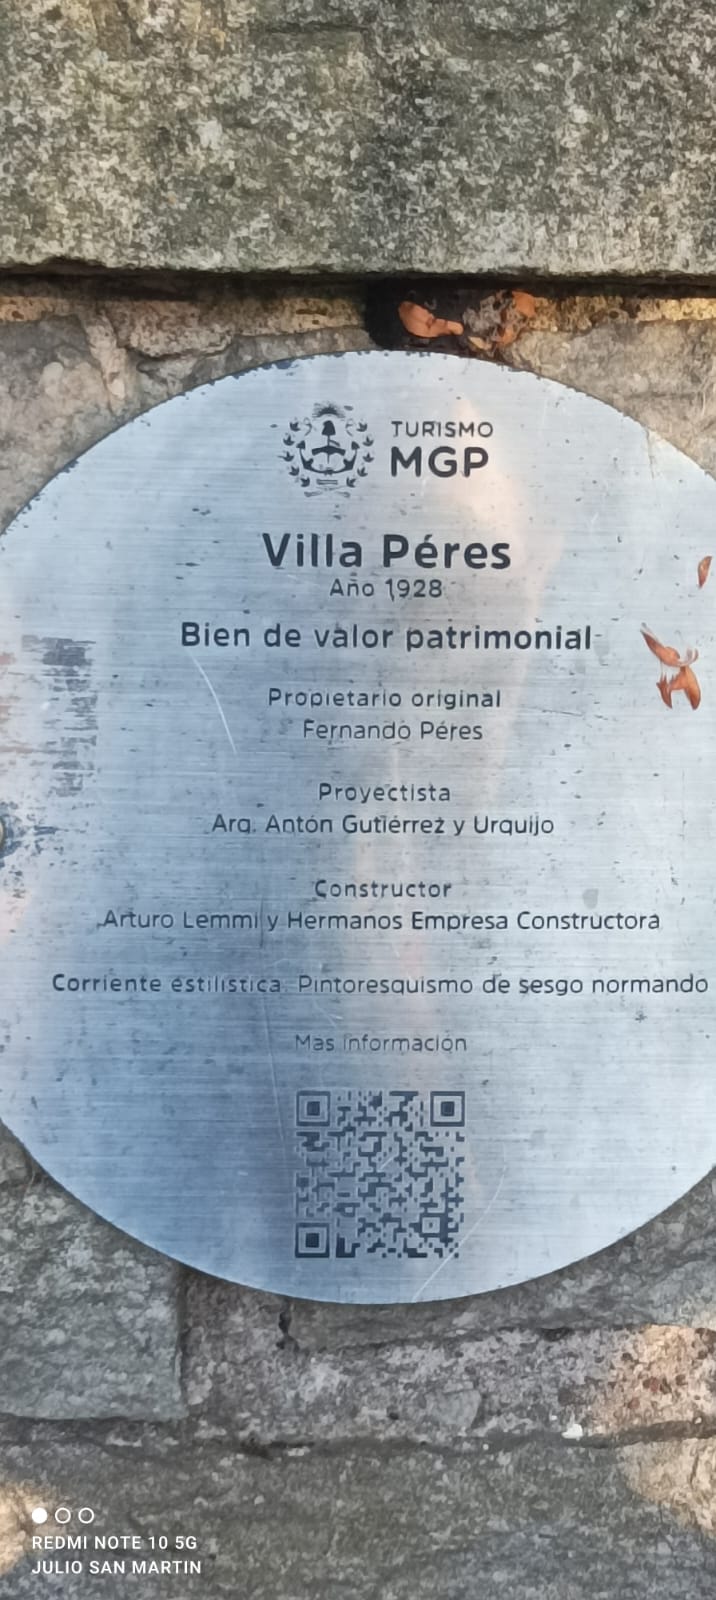 TURISMO
MGP
Villa Péres
Año 1928
Bien de valor patrimonial
Propietario original
Fernando Péres
Proyectista
Arq. Antón Gutiérrez y Urquijo
Constructor
Arturo Lemmi y Hermanos Empresa Constructora
Corriente estilística: Pintoresquismo de sesgo normando
Mas información
REDMI NOTE 10 5G
JULIO SAN MARTIN